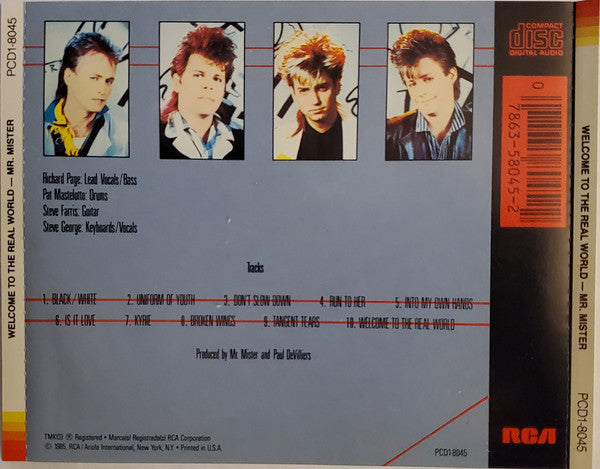 PCD1-8045
WELCOME TO THE REAL WORLD — MR. MISTER
COMPACT
disc
DIGITAL AUDIO
0
7863-58045-2
Richard Page: Lead Vocals/Bass
Pat Mastelotto: Drums
Steve Farris: Guitar
Steve George: Keyboards/Vocals
Tracks
1. BLACK/WHITE 2. UNIFORM OF YOUTH 3. DON'T SLOW DOWN 4. RUN TO HER 5. INTO MY OWN HANDS
6. IS IT LOVE 7. KYRIE 8. BROKEN WINGS 9. TANGENT TEARS 10. WELCOME TO THE REAL WORLD
Produced by Mr. Mister and Paul DeVilliers
TMK(S) ® Registered • Marca(s) Registrada(s) RCA Corporation
© 1985, RCA/Ariola International, New York, N.Y. • Printed in U.S.A.
PCD1-8045
RCA
WELCOME TO THE REAL WORLD — MR. MISTER
PCD1-8045